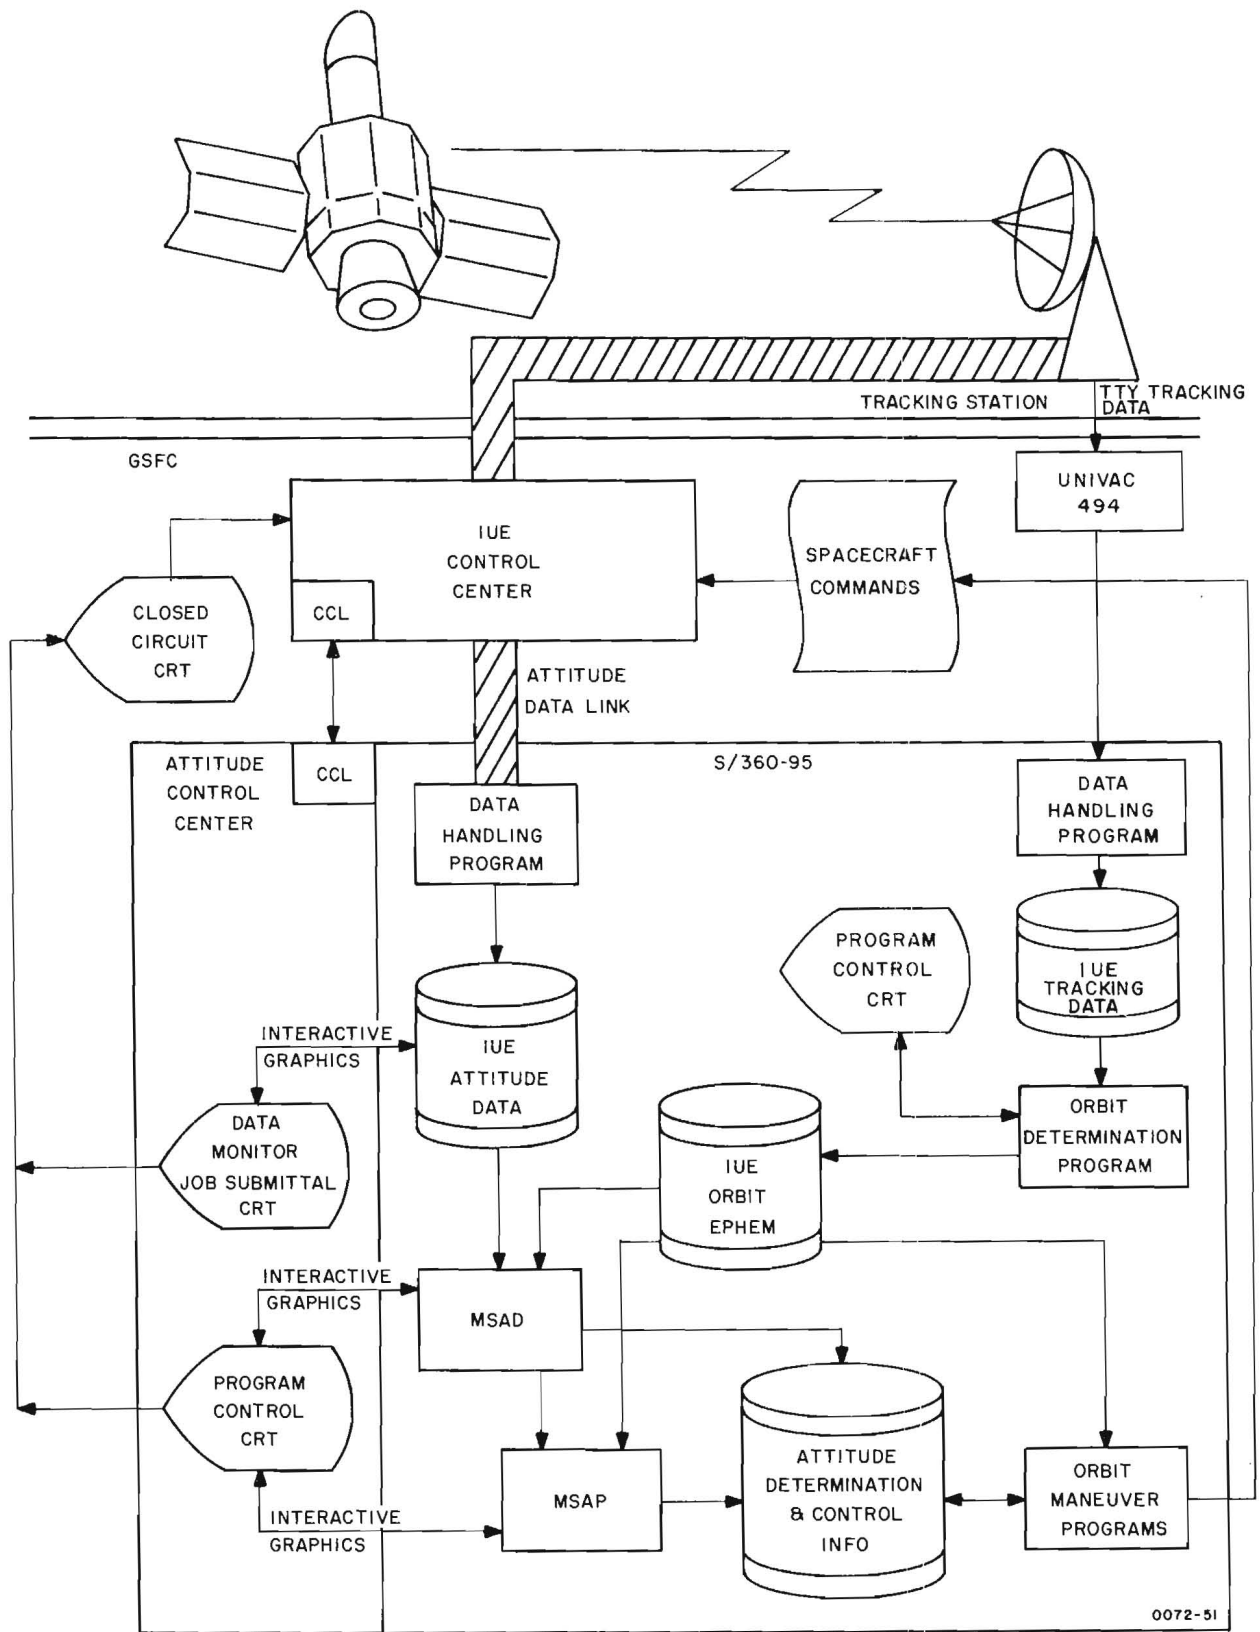 TRACKING STATION
TTY TRACKING
DATA
GSFC
UNIVAC
494
IUE
CONTROL
CENTER
CCL
SPACECRAFT
COMMANDS
CLOSED
CIRCUIT
CRT
ATTITUDE
DATA LINK
ATTITUDE
CONTROL
CENTER
CCL
S/360-95
DATA
HANDLING
PROGRAM
DATA
HANDLING
PROGRAM
PROGRAM
CONTROL
CRT
IUE
TRACKING
DATA
INTERACTIVE
GRAPHICS
IUE
ATTITUDE
DATA
DATA
MONITOR
JOB SUBMITTAL
CRT
IUE
ORBIT
EPHEM
ORBIT
DETERMINATION
PROGRAM
INTERACTIVE
GRAPHICS
MSAD
PROGRAM
CONTROL
CRT
INTERACTIVE
GRAPHICS
MSAP
ATTITUDE
DETERMINATION
& CONTROL
INFO
ORBIT
MANEUVER
PROGRAMS
0072-51